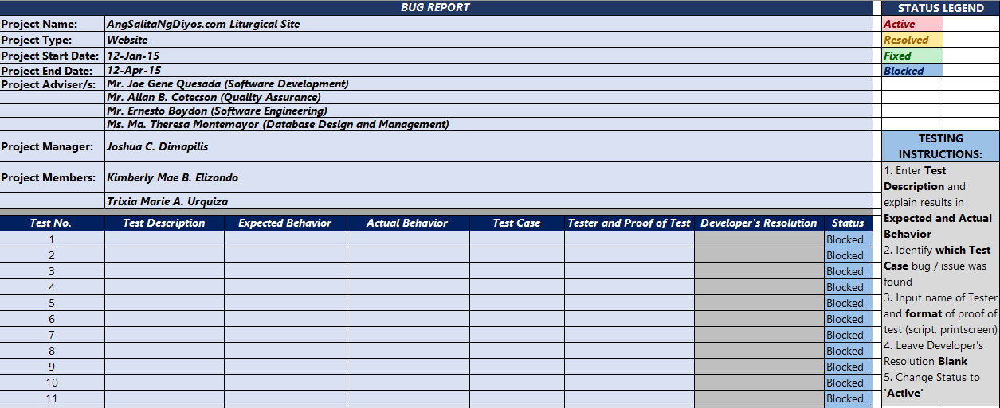 BUG REPORT
Project Name: AngSalitaNgDiyos.com Liturgical Site
Project Type: Website
Project Start Date: 12-Jan-15
Project End Date: 12-Apr-15
Project Adviser/s: Mr. Joe Gene Quesada (Software Development)
Mr. Allan B. Cotecson (Quality Assurance)
Mr. Ernesto Boydon (Software Engineering)
Ms. Ma. Theresa Montemayor (Database Design and Management)
Project Manager: Joshua C. Dimapilis
Project Members: Kimberly Mae B. Elizondo
Trixia Marie A. Urquiza
Test No. Test Description Expected Behavior Actual Behavior Test Case Tester and Proof of Test Developer's Resolution Status
1 Blocked
2 Blocked
3 Blocked
4 Blocked
5 Blocked
6 Blocked
7 Blocked
8 Blocked
9 Blocked
10 Blocked
11 Blocked
STATUS LEGEND
Active
Resolved
Fixed
Blocked
TESTING
INSTRUCTIONS:
1. Enter Test
Description and
explain results in
Expected and Actual
Behavior
2. Identify which Test
Case bug / issue was
found
3. Input name of Tester
and format of proof of
test (script, printscreen)
4. Leave Developer's
Resolution Blank
5. Change Status to
'Active'